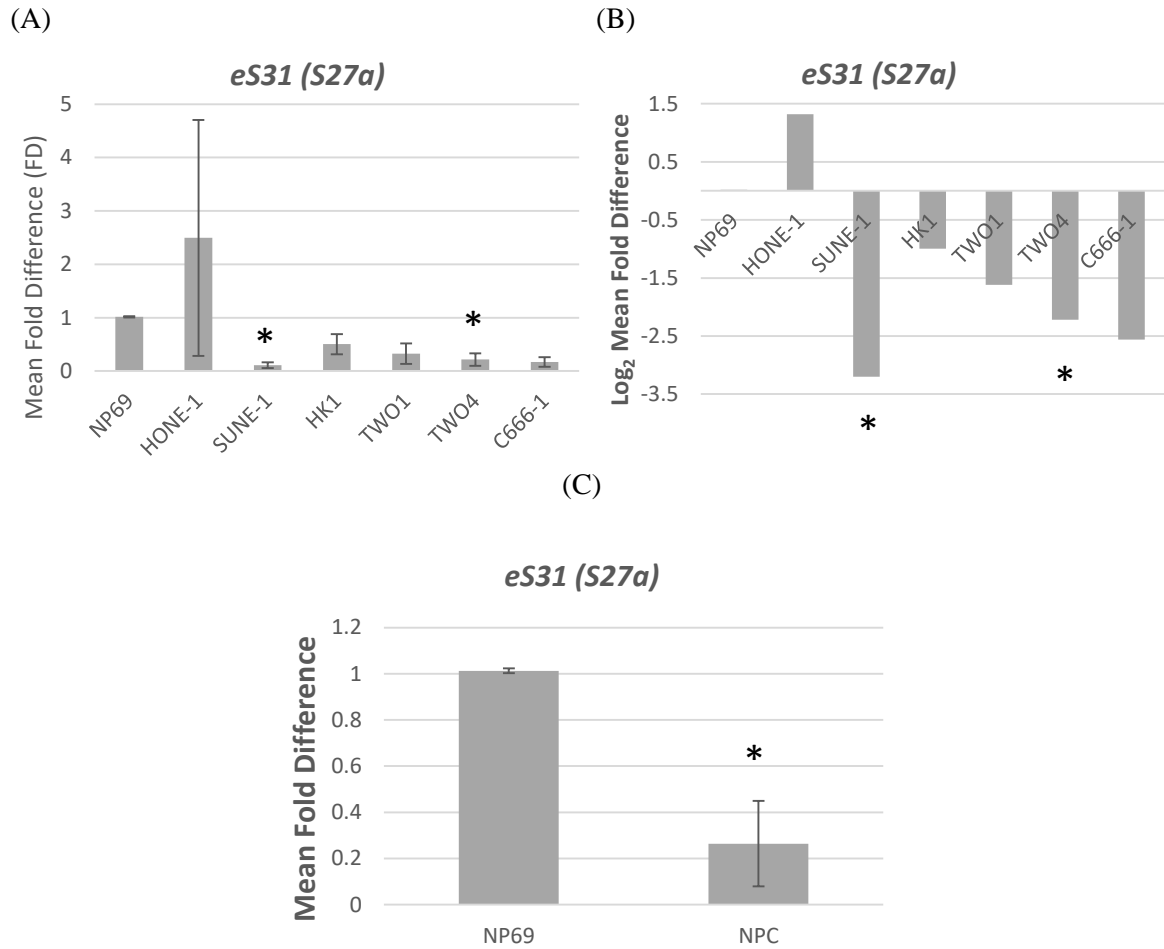 (A)
eS31 (S27a)
Mean Fold Difference (FD)
5
4
3
2
1
0
*
*
NP69
HONE-1
SUNE-1
HK1
TWO1
TWO4
C666-1
(B)
eS31 (S27a)
Log₂ Mean Fold Difference
1.5
0.5
-0.5
-1.5
-2.5
-3.5
NP69
HONE-1
SUNE-1
HK1
TWO1
TWO4
C666-1
*
*
(C)
eS31 (S27a)
Mean Fold Difference
1.2
1
0.8
0.6
0.4
0.2
0
*
NP69
NPC